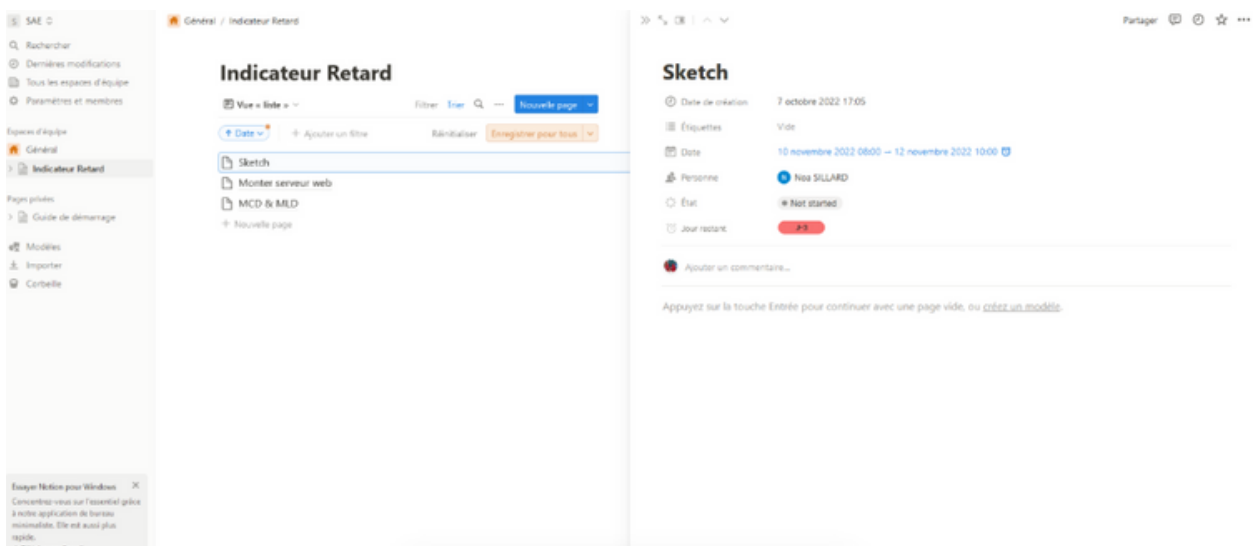 SAE
Rechercher
Dernières modifications
Tous les espaces d'équipe
Paramètres et membres
Espaces d'équipe
Général
Indicateur Retard
Pages privées
Guide de démarrage
Modèles
Importer
Corbeille
Essayer Notion pour Windows
Concentrez-vous sur l'essentiel grâce
à notre application de bureau
minimaliste. Elle est aussi plus
rapide.
Général / Indicateur Retard
Indicateur Retard
Vue « liste »
Filtrer Trier Nouvelle page
Date + Ajouter un filtre Réinitialiser Enregistrer pour tous
Sketch
Monter serveur web
MCD & MLD
+ Nouvelle page
Partager
Sketch
Date de création 7 octobre 2022 17:05
Étiquettes Vide
Date 10 novembre 2022 08:00 → 12 novembre 2022 10:00
Personne Noa SILLARD
État Not started
Jour restant
Ajouter un commentaire...
Appuyez sur la touche Entrée pour continuer avec une page vide, ou créez un modèle.